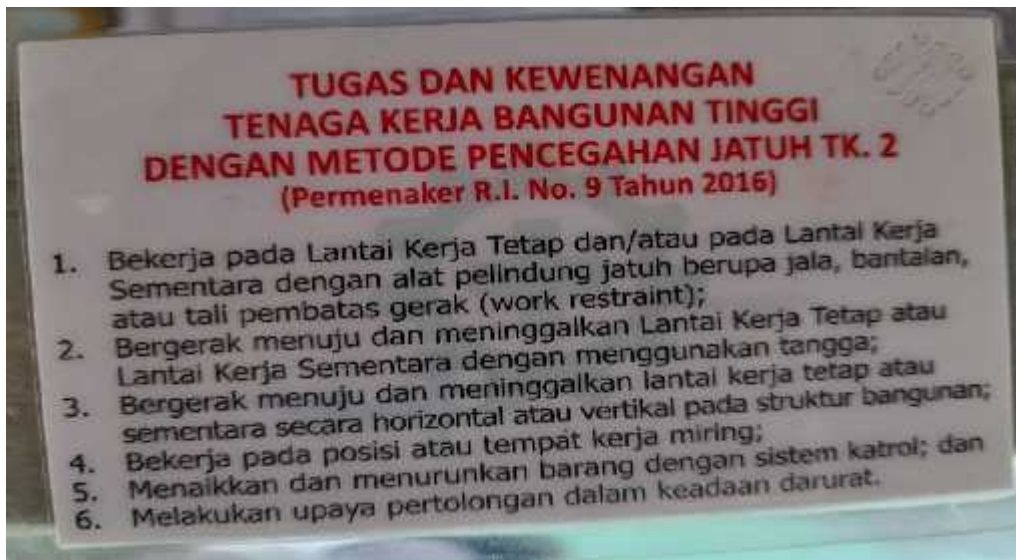 TUGAS DAN KEWENANGAN
TENAGA KERJA BANGUNAN TINGGI
DENGAN METODE PENCEGAHAN JATUH TK. 2
(Permenaker R.I. No. 9 Tahun 2016)
1. Bekerja pada Lantai Kerja Tetap dan/atau pada Lantai Kerja
Sementara dengan alat pelindung jatuh berupa jala, bantalan,
atau tali pembatas gerak (work restraint);
2. Bergerak menuju dan meninggalkan Lantai Kerja Tetap atau
Lantai Kerja Sementara dengan menggunakan tangga;
3. Bergerak menuju dan meninggalkan lantai kerja tetap atau
sementara secara horizontal atau vertikal pada struktur bangunan;
4. Bekerja pada posisi atau tempat kerja miring;
5. Menaikkan dan menurunkan barang dengan sistem katrol; dan
6. Melakukan upaya pertolongan dalam keadaan darurat.